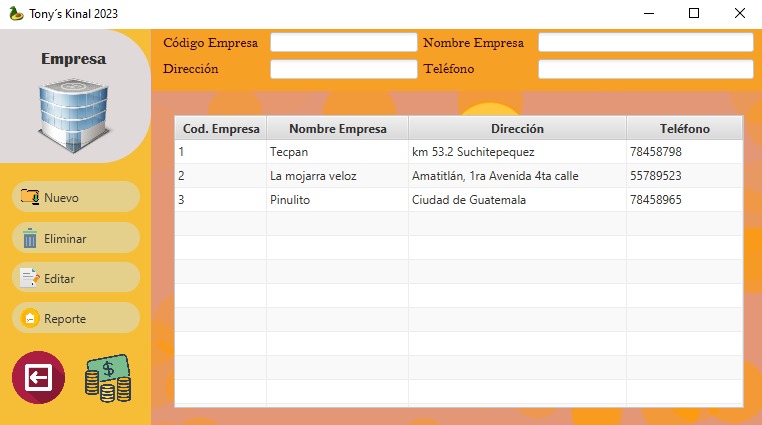 Tony´s Kinal 2023
Empresa
Código Empresa Nombre Empresa
Dirección Teléfono
Nuevo
Eliminar
Editar
Reporte
Cod. Empresa Nombre Empresa Dirección Teléfono
1 Tecpan km 53.2 Suchitepequez 78458798
2 La mojarra veloz Amatitlán, 1ra Avenida 4ta calle 55789523
3 Pinulito Ciudad de Guatemala 78458965
$